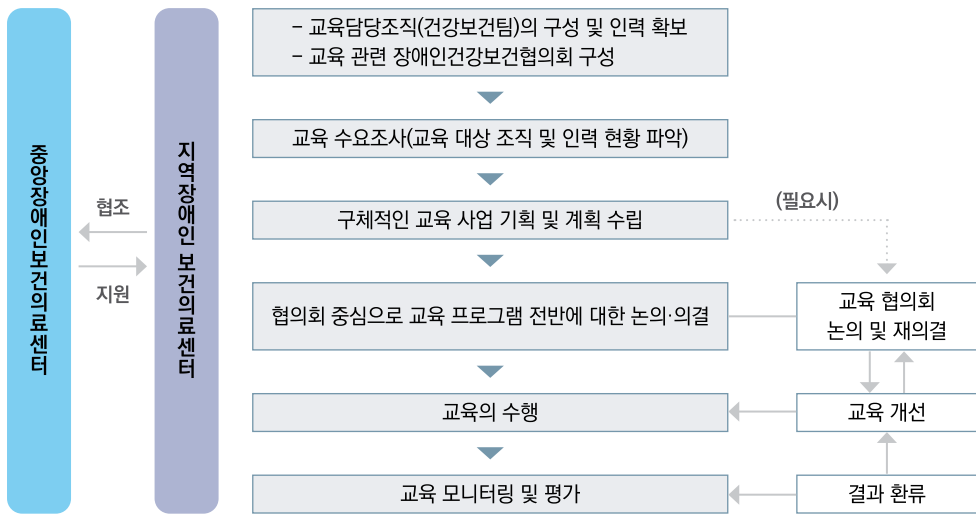 중앙장애인보건의료센터
협조
지원
지역장애인 보건의료센터
– 교육담당조직(건강보건팀)의 구성 및 인력 확보
– 교육 관련 장애인건강보건협의회 구성
교육 수요조사(교육 대상 조직 및 인력 현황 파악)
구체적인 교육 사업 기획 및 계획 수립
(필요시)
협의회 중심으로 교육 프로그램 전반에 대한 논의·의결
교육 협의회
논의 및 재의결
교육의 수행
교육 개선
교육 모니터링 및 평가
결과 환류